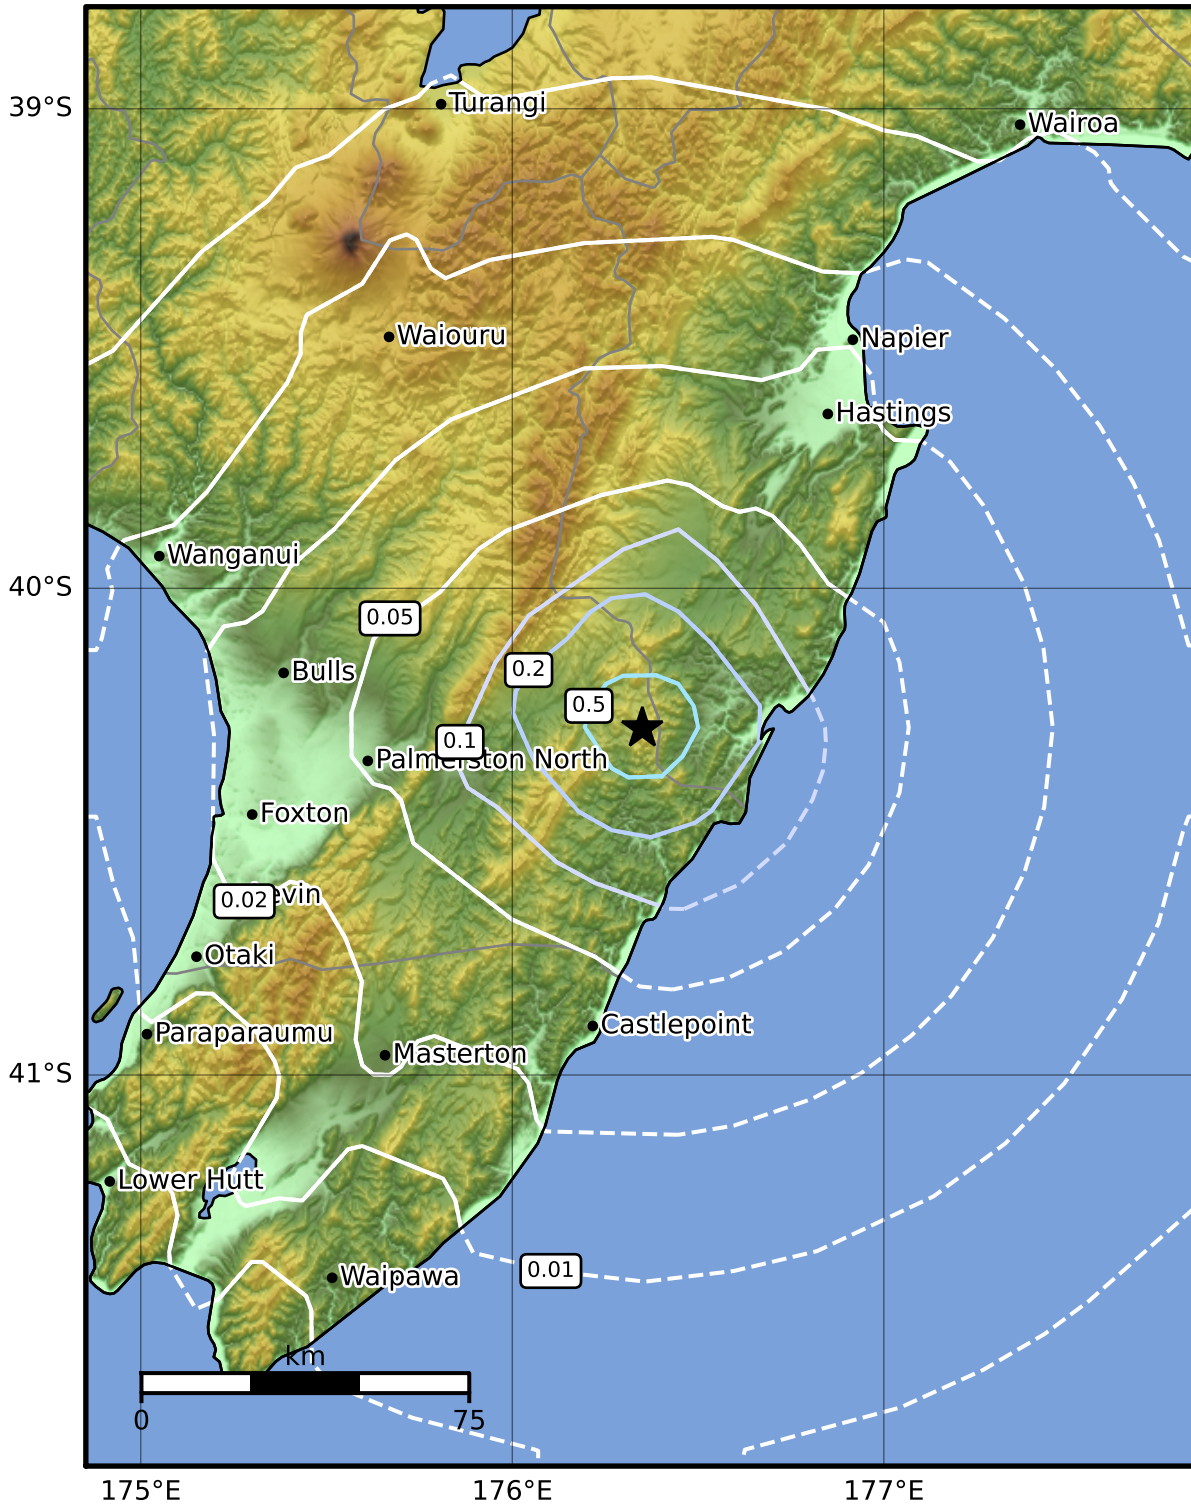 Turangi
39°S
Wairoa
Waiouru
Napier
Hastings
Wanganui
40°S
0.05
Bulls
0.2
0.5
0.1
Palmerston North
Foxton
0.02
evin
Otaki
Castlepoint
Paraparaumu
Masterton
41°S
Lower Hutt
0.01
Waipawa
km
0
75
175°E
176°E
177°E